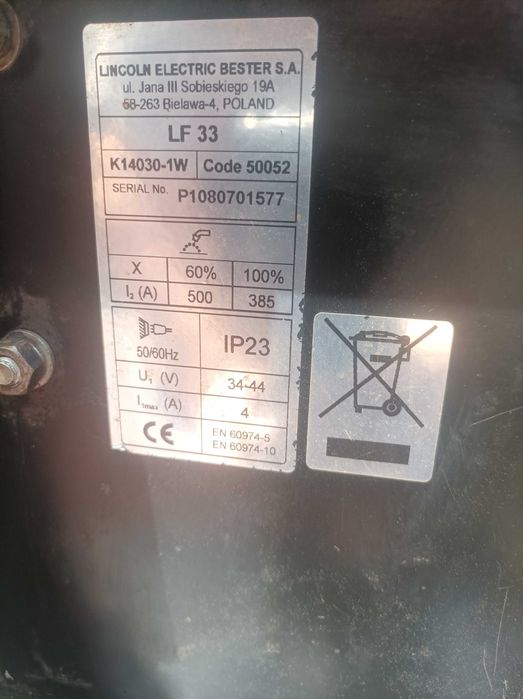 LINCOLN ELECTRIC BESTER S.A.
ul. Jana III Sobieskiego 19A
58-263 Bielawa-4, POLAND
LF 33
K14030-1W Code 50052
SERIAL No. P1080701577
X 60% 100%
I₂ (A) 500 385
50/60Hz IP23
U₁ (V) 34-44
I₁max (A) 4
CE EN 60974-5
EN 60974-10